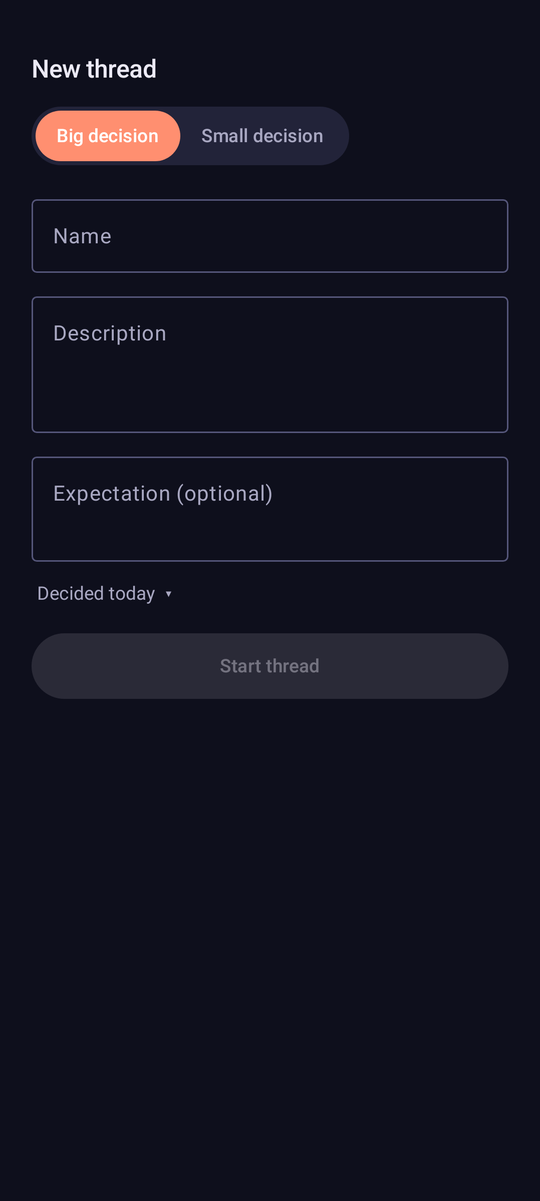 New thread
Big decision Small decision
Name
Description
Expectation (optional)
Decided today ▾
Start thread